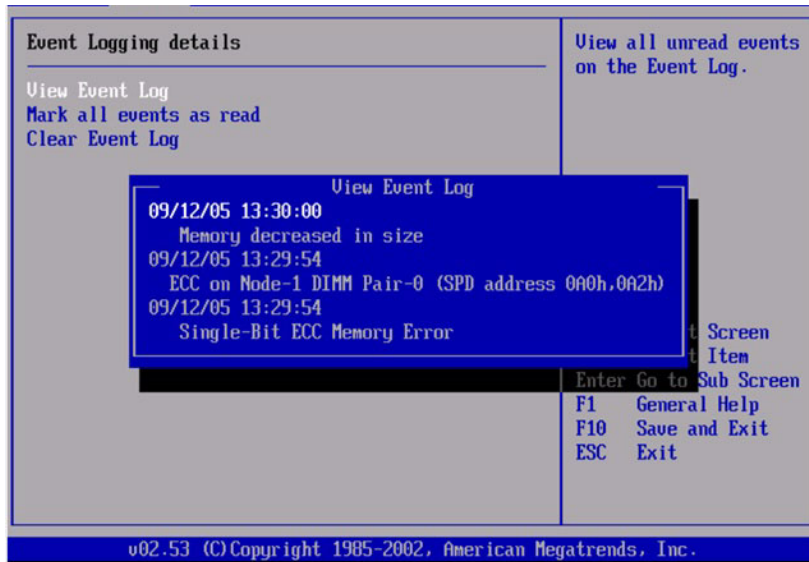 Event Logging details
View Event Log
Mark all events as read
Clear Event Log
View all unread events
on the Event Log.
View Event Log
09/12/05 13:30:00
Memory decreased in size
09/12/05 13:29:54
ECC on Node-1 DIMM Pair-0 (SPD address 0A0h,0A2h)
09/12/05 13:29:54
Single-Bit ECC Memory Error
t Screen
t Item
Enter Go to Sub Screen
F1 General Help
F10 Save and Exit
ESC Exit
v02.53 (C)Copyright 1985-2002, American Megatrends, Inc.